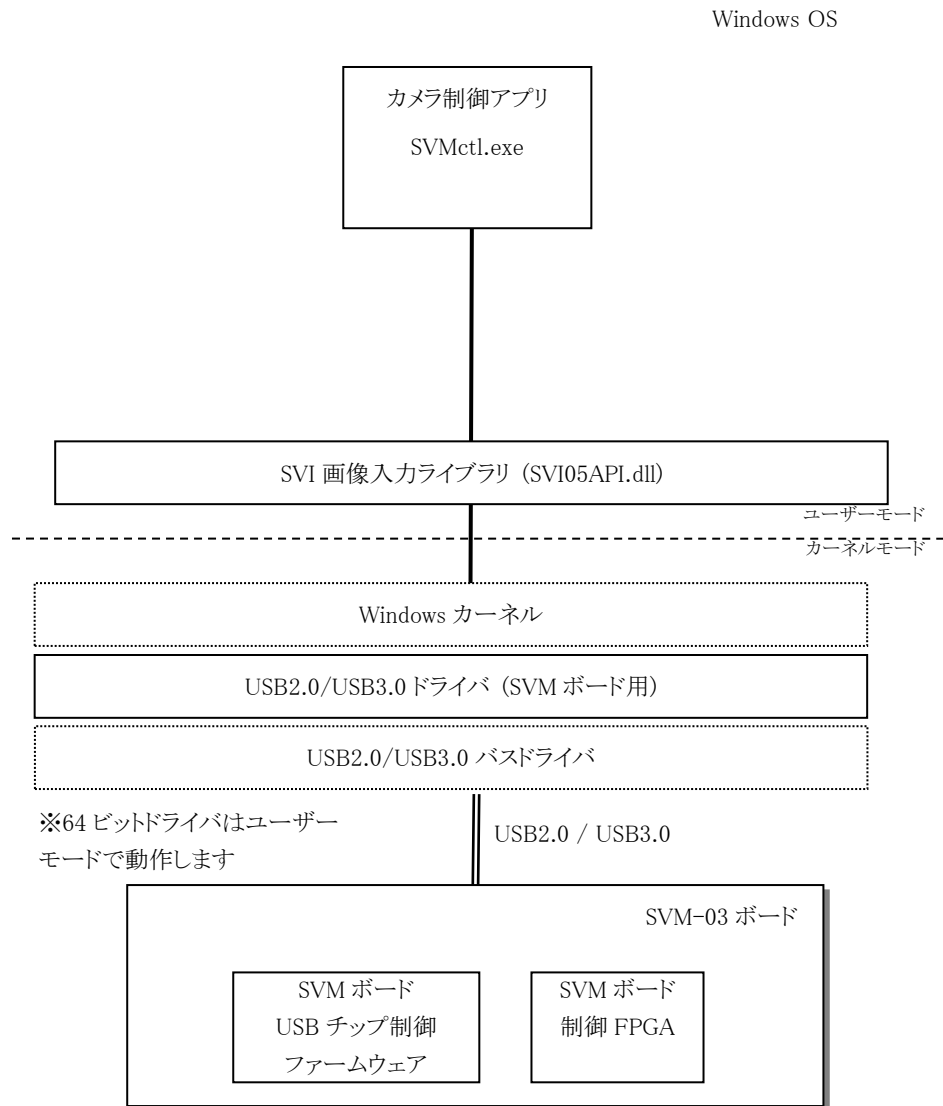 Windows OS
カメラ制御アプリ
SVMctl.exe
SVI 画像入力ライブラリ (SVI05API.dll)
ユーザーモード
カーネルモード
Windows カーネル
USB2.0/USB3.0 ドライバ (SVM ボード用)
USB2.0/USB3.0 バスドライバ
※64 ビットドライバはユーザー
モードで動作します
USB2.0 / USB3.0
SVM-03 ボード
SVM ボード
USB チップ制御
ファームウェア
SVM ボード
制御 FPGA